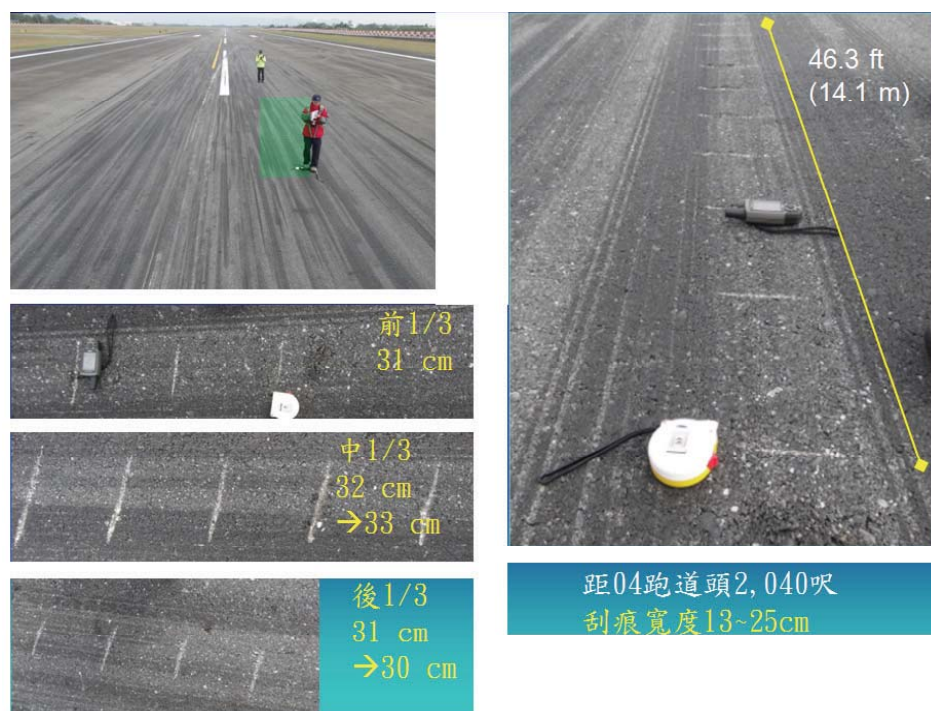 46.3 ft
(14.1 m)
前1/3
31 cm
中1/3
32 cm
→33 cm
後1/3
31 cm
→30 cm
距04跑道頭2,040呎
刮痕寬度13~25cm